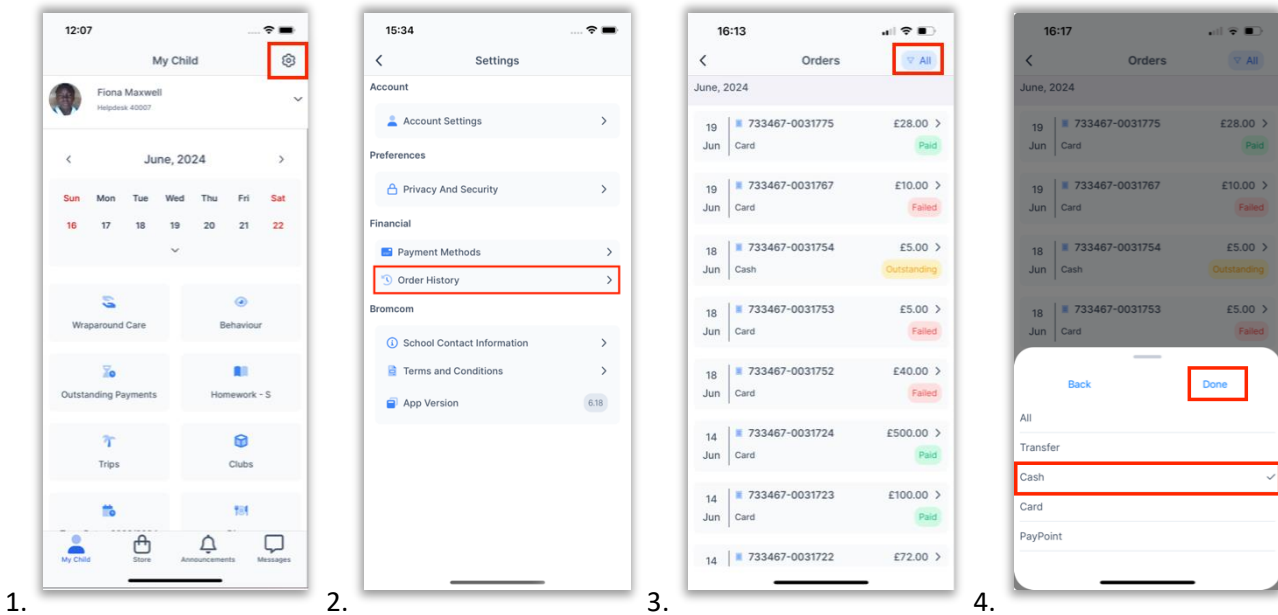 12:07
My Child
Fiona Maxwell
Helpdesk 40007
June, 2024
Sun Mon Tue Wed Thu Fri Sat
16 17 18 19 20 21 22
Wraparound Care Behaviour
Outstanding Payments Homework - S
Trips Clubs
My Child Store Announcements Messages
1.
15:34
Settings
Account
Account Settings
Preferences
Privacy And Security
Financial
Payment Methods
Order History
Bromcom
School Contact Information
Terms and Conditions
App Version 6.18
2.
16:13
Orders All
June, 2024
19 733467-0031775 £28.00
Jun Card Paid
19 733467-0031767 £10.00
Jun Card Failed
18 733467-0031754 £5.00
Jun Cash Outstanding
18 733467-0031753 £5.00
Jun Card Failed
18 733467-0031752 £40.00
Jun Card Failed
14 733467-0031724 £500.00
Jun Card Paid
14 733467-0031723 £100.00
Jun Card Paid
14 733467-0031722 £72.00
3.
16:17
Orders All
June, 2024
19 733467-0031775 £28.00
Jun Card Paid
19 733467-0031767 £10.00
Jun Card Failed
18 733467-0031754 £5.00
Jun Cash Outstanding
18 733467-0031753 £5.00
Jun Card Failed
Back Done
All
Transfer
Cash
Card
PayPoint
4.